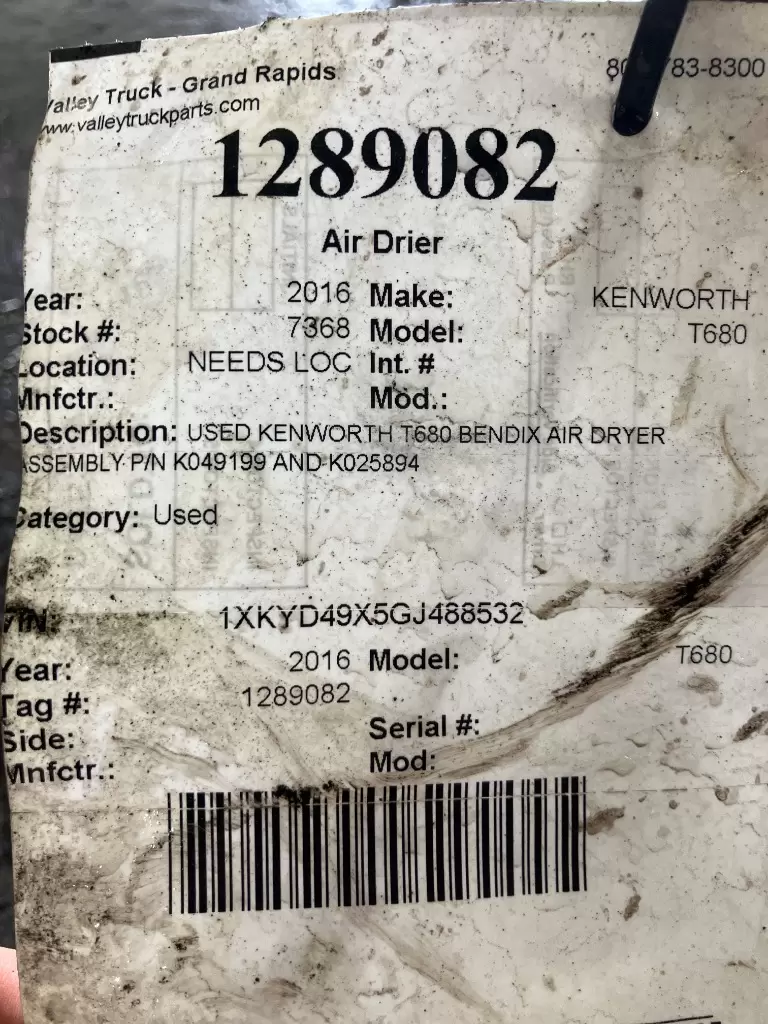 Valley Truck - Grand Rapids 83-8300
www.valleytruckparts.com
1289082
Air Drier
Year: 2016 Make: KENWORTH
Stock #: 7368 Model: T680
Location: NEEDS LOC Int. #
Mnfctr.: Mod.:
Description: USED KENWORTH T680 BENDIX AIR DRYER
ASSEMBLY P/N K049199 AND K025894
Category: Used
VIN: 1XKYD49X5GJ488532
Year: 2016 Model: T680
Tag #: 1289082
Side: Serial #:
Mnfctr.: Mod: